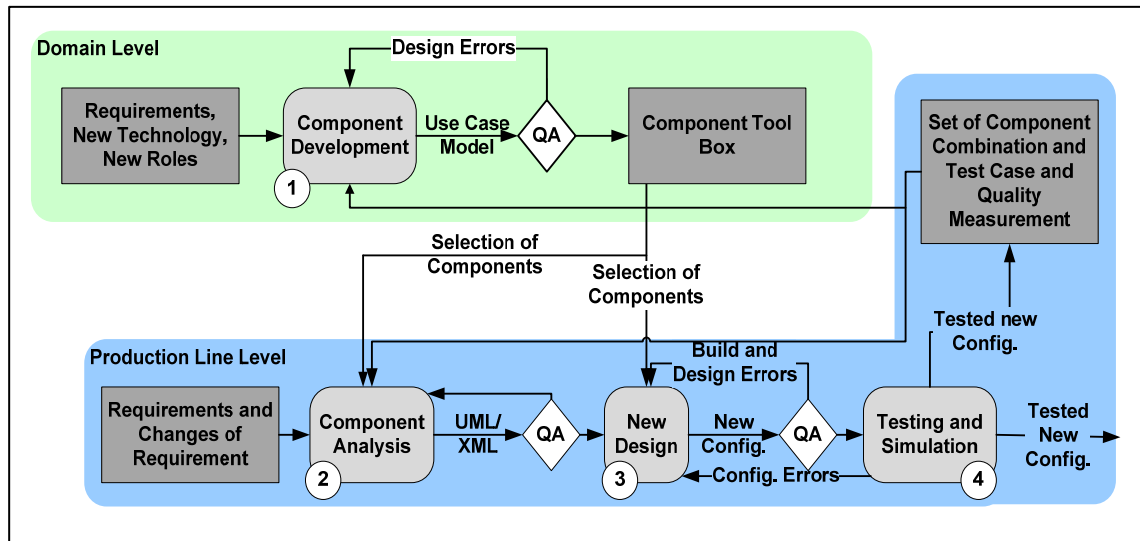 Domain Level
Design Errors
Requirements,
New Technology,
New Roles
Component
Development
1
Use Case
Model
QA
Component Tool
Box
Set of Component
Combination and
Test Case and
Quality
Measurement
Selection of
Components
Selection of
Components
Tested new
Config.
Production Line Level
Build and
Design Errors
Requirements and
Changes of
Requirement
Component
Analysis
2
UML/
XML
QA
New
Design
3
New
Config.
QA
Testing and
Simulation
4
Config. Errors
Tested
New
Config.